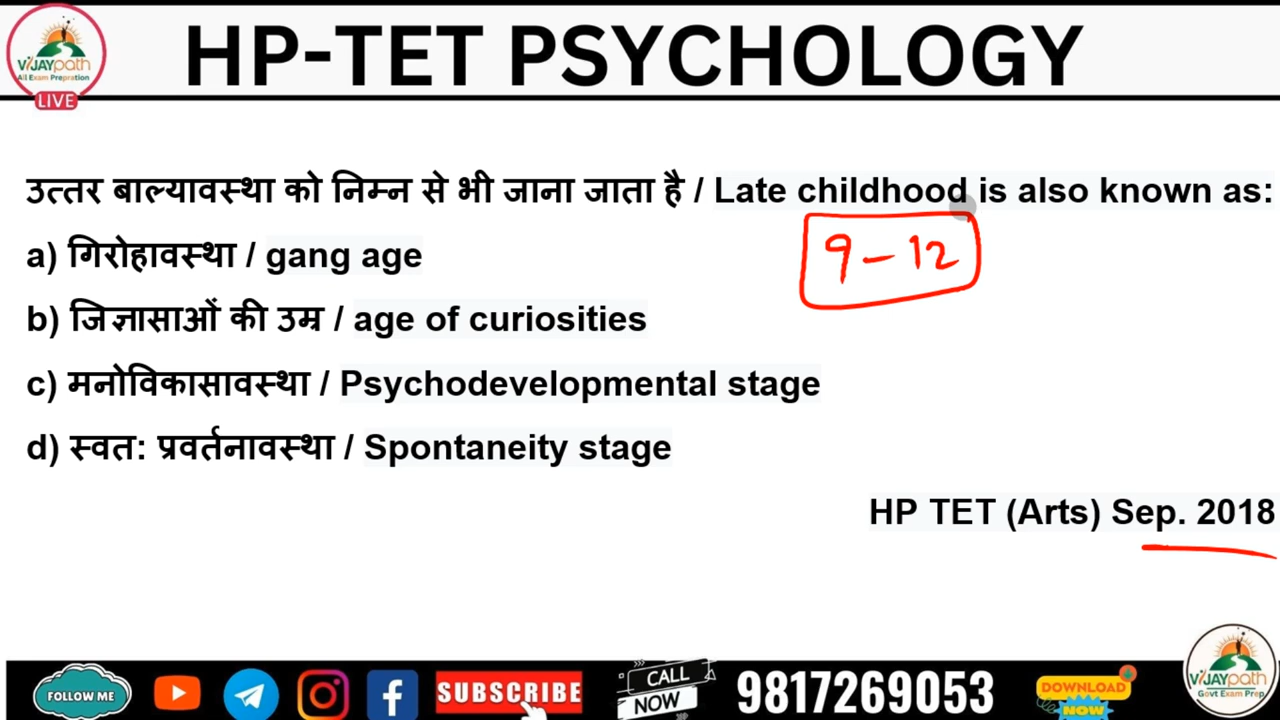 VIJAYpath
All Exam Prepration
LIVE
HP-TET PSYCHOLOGY
उत्तर बाल्यावस्था को निम्न से भी जाना जाता है / Late childhood is also known as:
9-12
a) गिरोहावस्था / gang age
b) जिज्ञासाओं की उम्र / age of curiosities
c) मनोविकासावस्था / Psychodevelopmental stage
d) स्वत: प्रवर्तनावस्था / Spontaneity stage
HP TET (Arts) Sep. 2018
FOLLOW ME
SUBSCRIBE
CALL
NOW
9817269053
DOWNLOAD
NOW
VIJAYpath
Govt Exam Prep